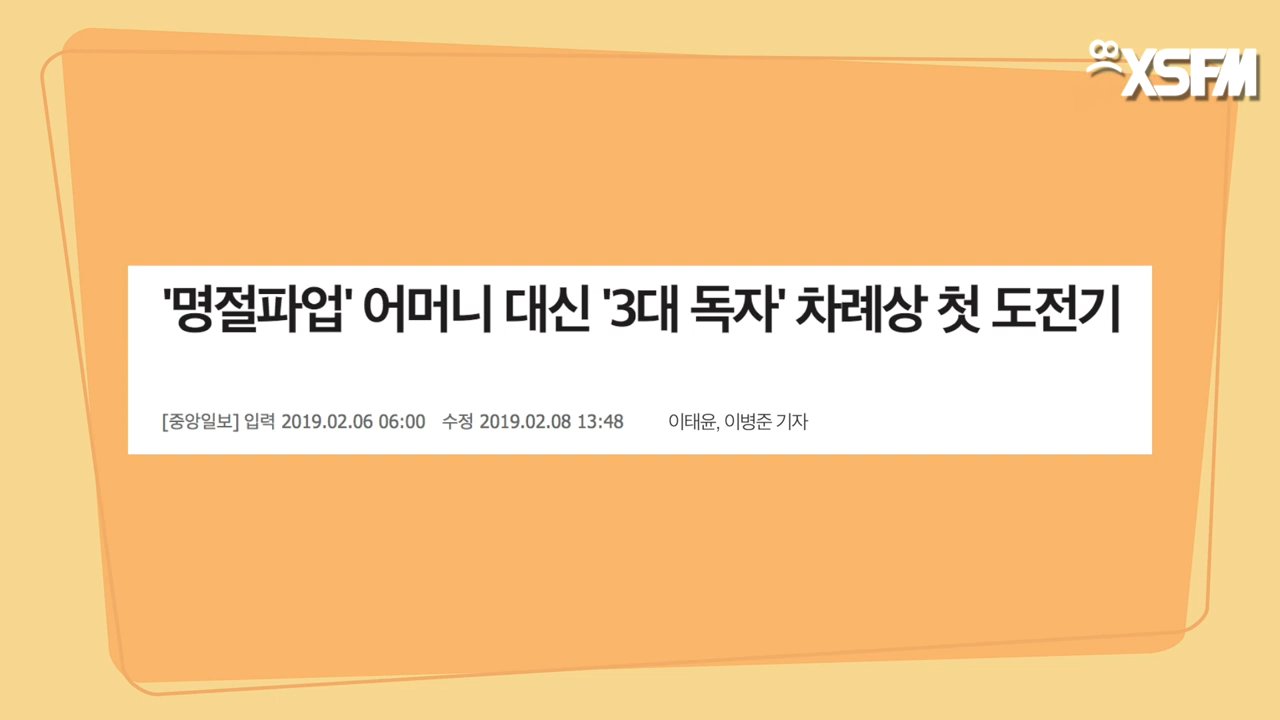 XSFM
'명절파업' 어머니 대신 '3대 독자' 차례상 첫 도전기
[중앙일보] 입력 2019.02.06 06:00 수정 2019.02.08 13:48 이태윤, 이병준 기자